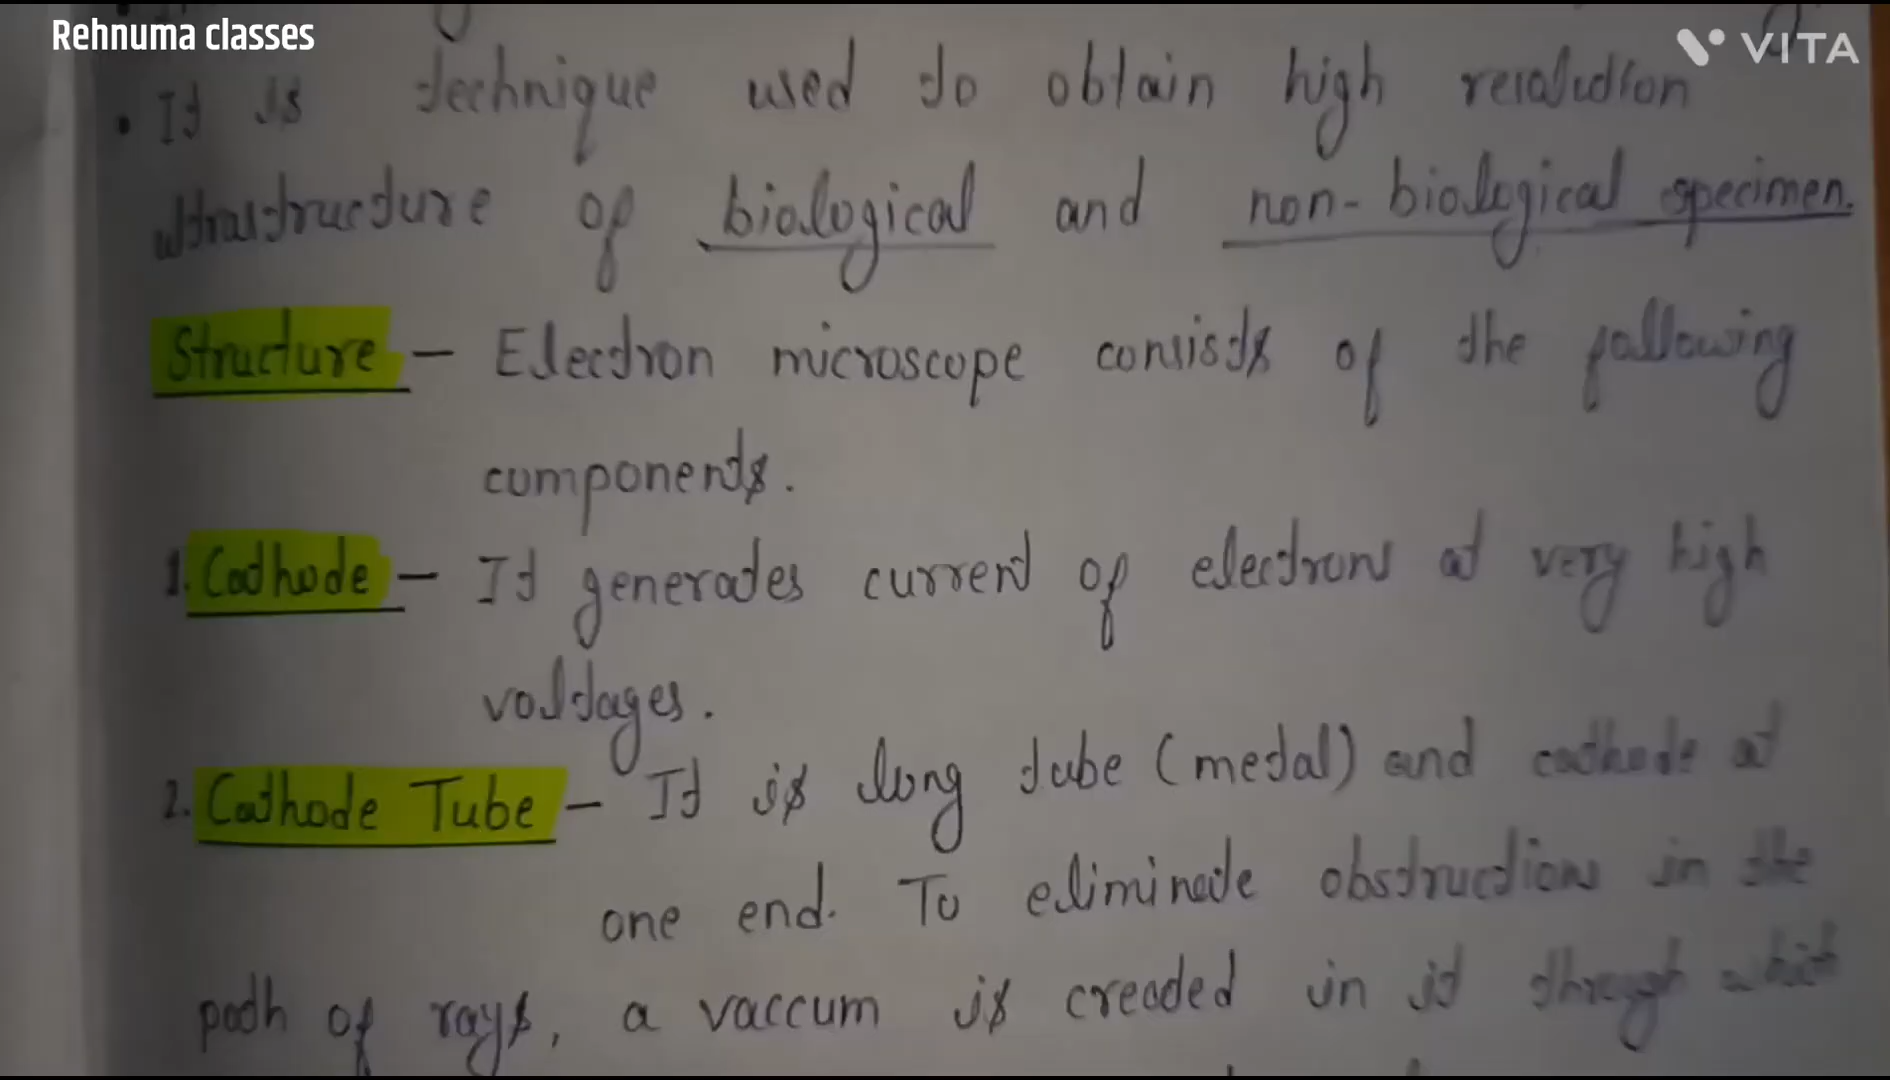 Rehnuma classes
VITA
• It is technique used to obtain high resolution
ultrastructure of biological and non-biological specimen.
Structure – Electron microscope consists of the following
components.
1. Cathode – It generates current of electrons at very high
voltages.
2. Cathode Tube – It is long tube (metal) and cathode at
one end. To eliminate obstructions in the
path of rays, a vaccum is created in it through which